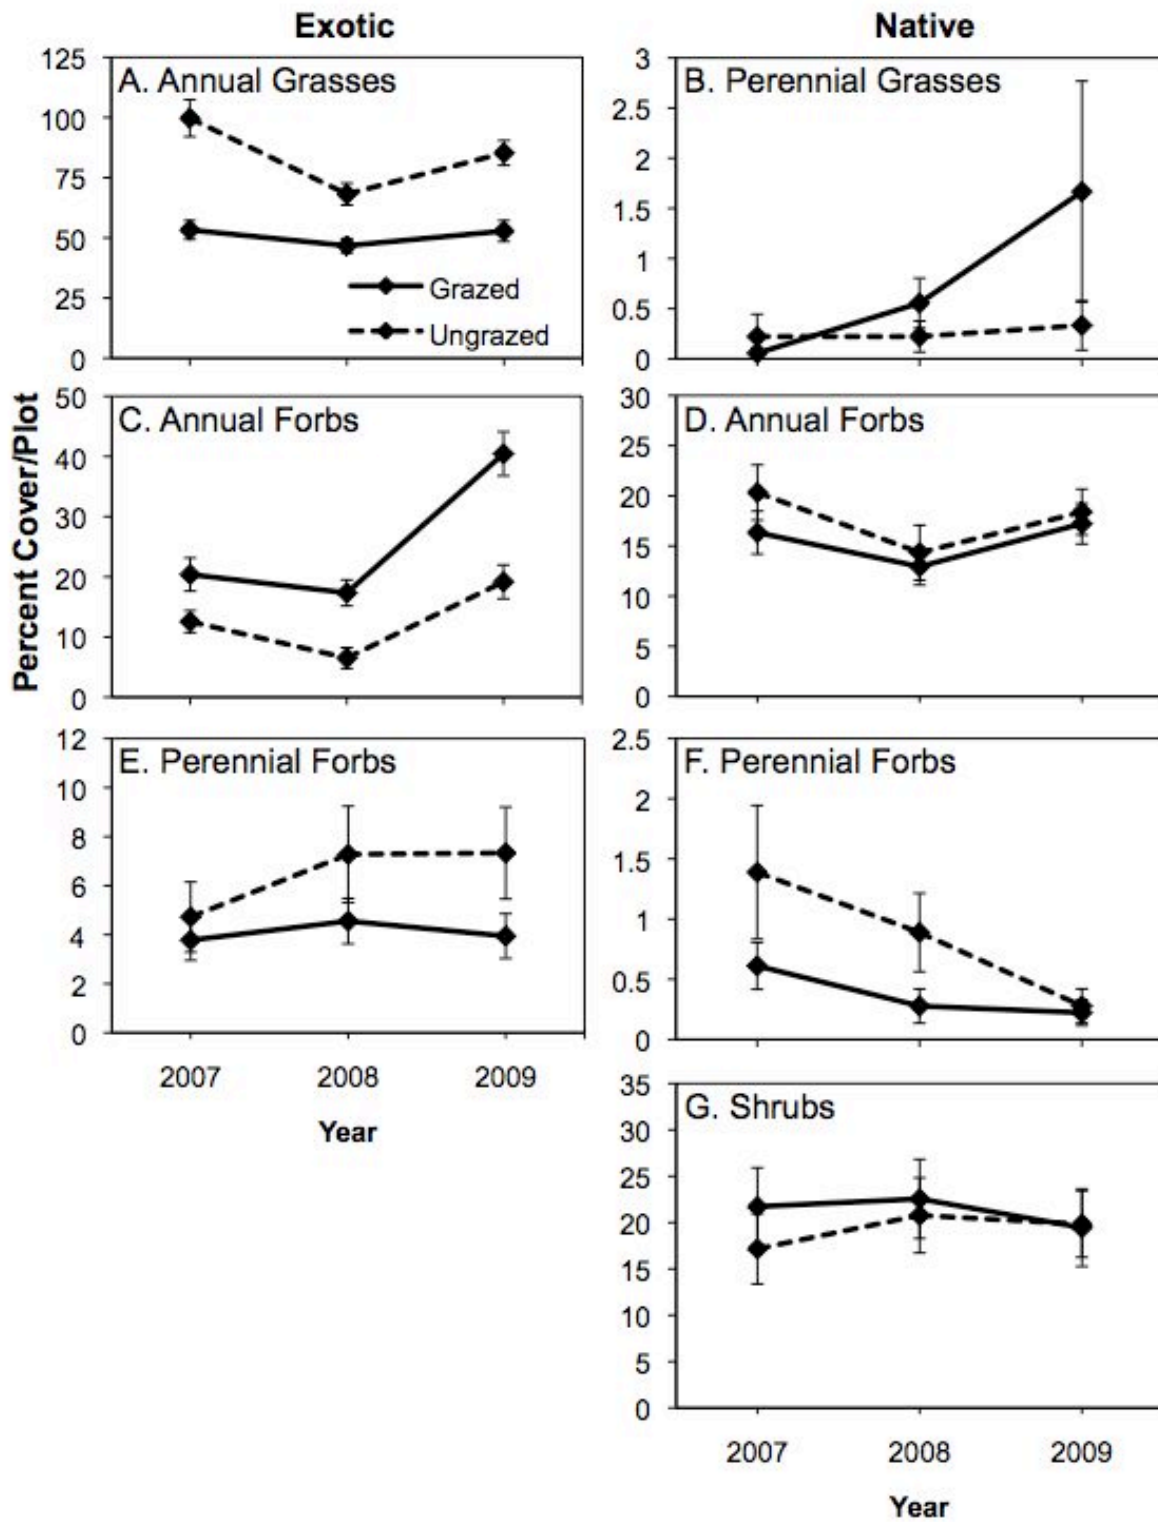 Exotic
Native
A. Annual Grasses
125
100
75
50
25
0
Grazed
Ungrazed
B. Perennial Grasses
3
2.5
2
1.5
1
0.5
0
Percent Cover/Plot
C. Annual Forbs
50
40
30
20
10
0
D. Annual Forbs
30
25
20
15
10
5
0
E. Perennial Forbs
12
10
8
6
4
2
0
2007 2008 2009
Year
F. Perennial Forbs
2.5
2
1.5
1
0.5
0
G. Shrubs
35
30
25
20
15
10
5
0
2007 2008 2009
Year